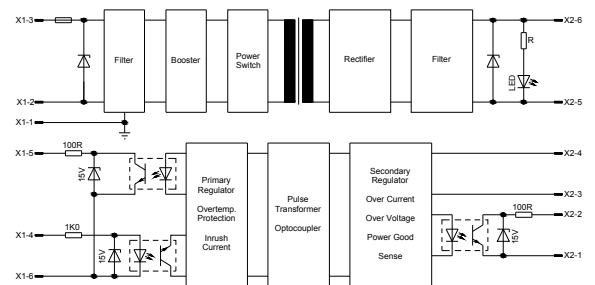 X1-3
X1-2
X1-1
Filter
Booster
Power
Switch
Rectifier
Filter
R
LED
X2-6
X2-5
X1-5
100R
15V
X1-4
1K0
15V
X1-6
Primary
Regulator
Overtemp.
Protection
Inrush
Current
Pulse
Transformer
Optocoupler
Secondary
Regulator
Over Current
Over Voltage
Power Good
Sense
X2-4
X2-3
X2-2
100R
15V
X2-1